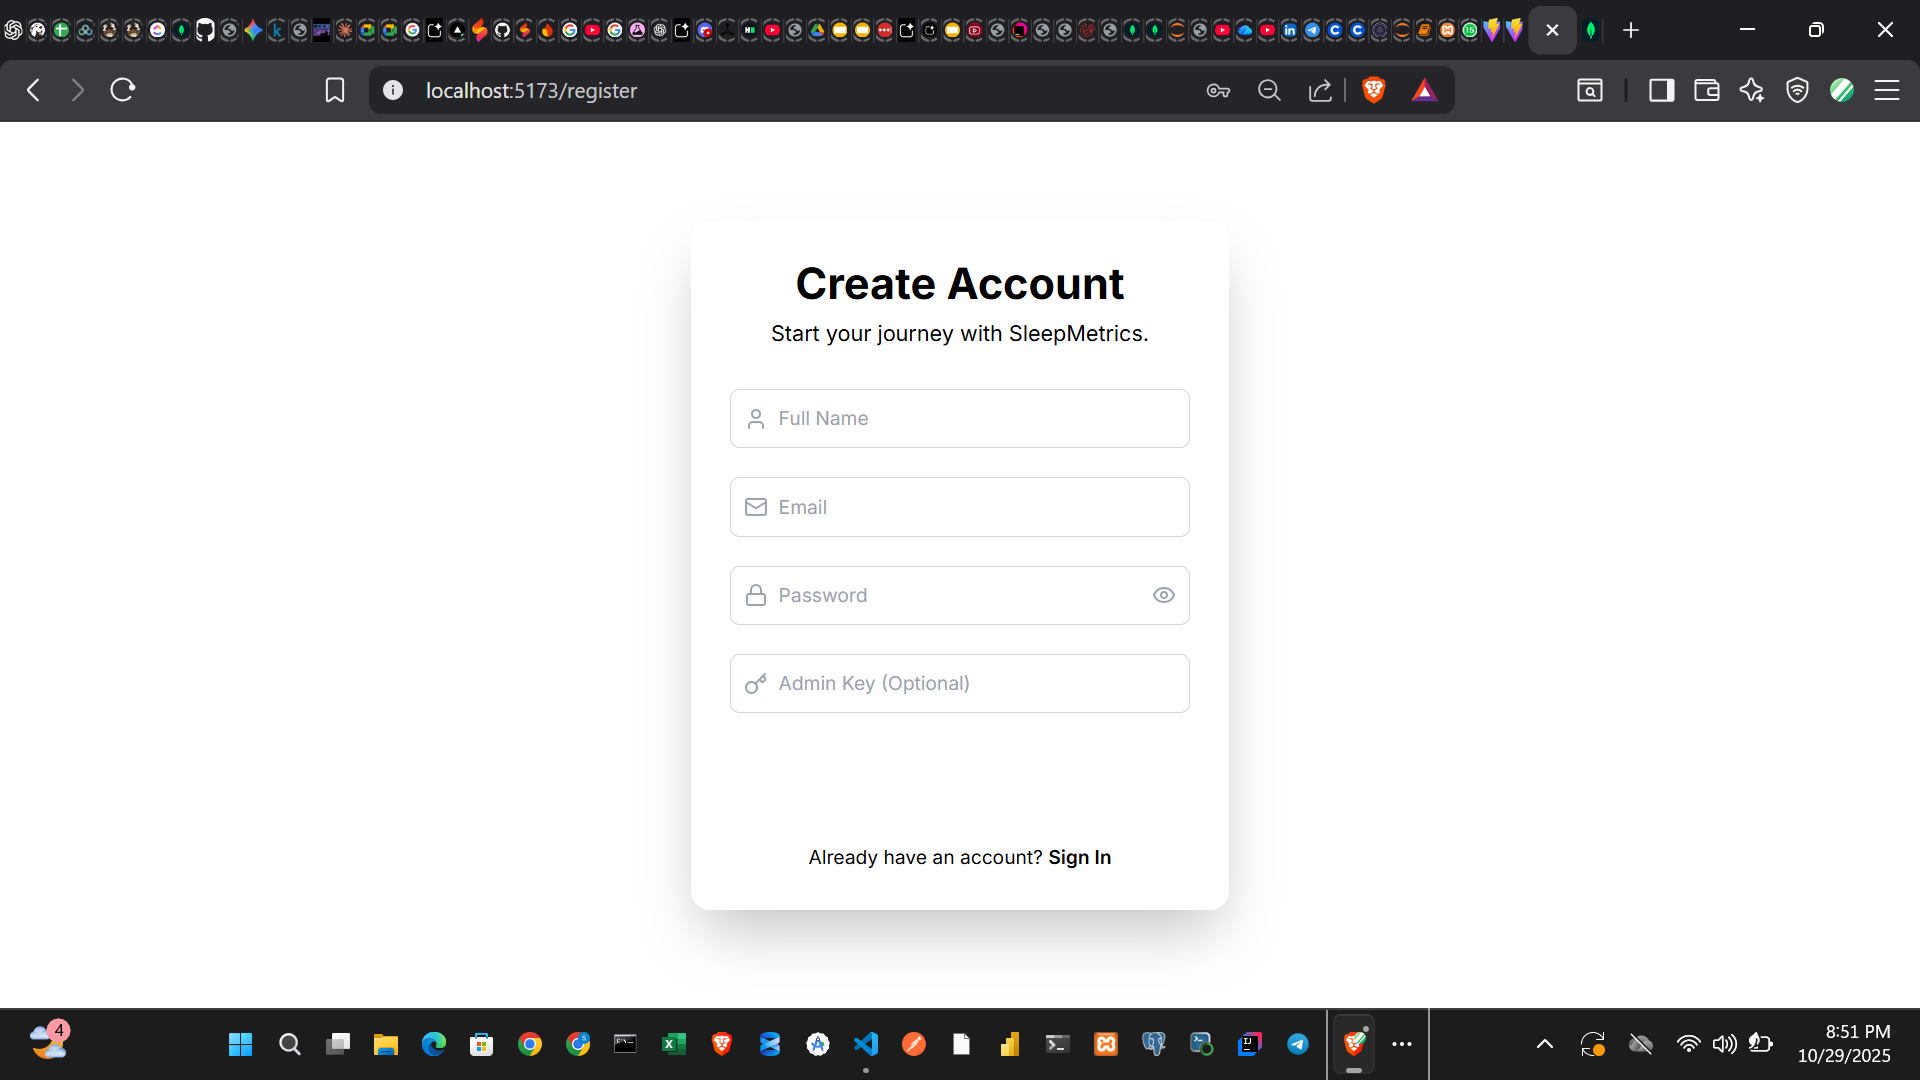 localhost:5173/register
Create Account
Start your journey with SleepMetrics.
Full Name
Email
Password
Admin Key (Optional)
Already have an account? Sign In
4
8:51 PM
10/29/2025